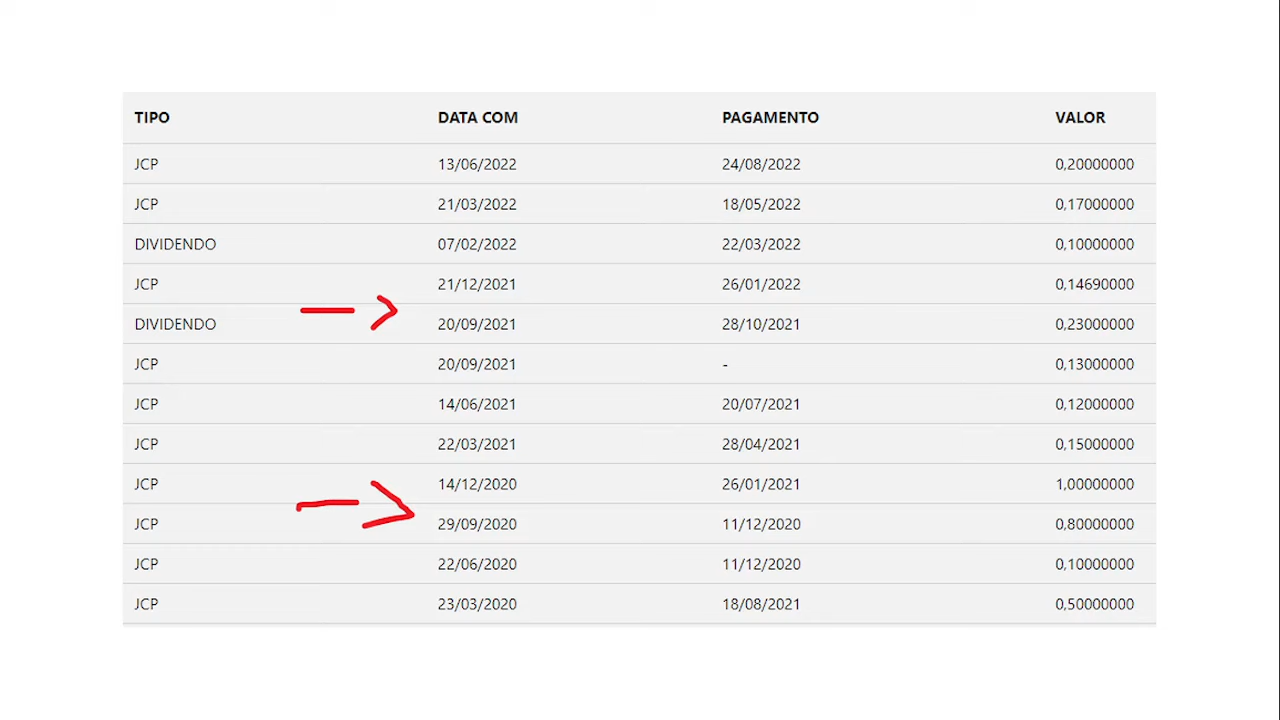 TIPO DATA COM PAGAMENTO VALOR
JCP 13/06/2022 24/08/2022 0,20000000
JCP 21/03/2022 18/05/2022 0,17000000
DIVIDENDO 07/02/2022 22/03/2022 0,10000000
JCP 21/12/2021 26/01/2022 0,14690000
DIVIDENDO 20/09/2021 28/10/2021 0,23000000
JCP 20/09/2021 - 0,13000000
JCP 14/06/2021 20/07/2021 0,12000000
JCP 22/03/2021 28/04/2021 0,15000000
JCP 14/12/2020 26/01/2021 1,00000000
JCP 29/09/2020 11/12/2020 0,80000000
JCP 22/06/2020 11/12/2020 0,10000000
JCP 23/03/2020 18/08/2021 0,50000000